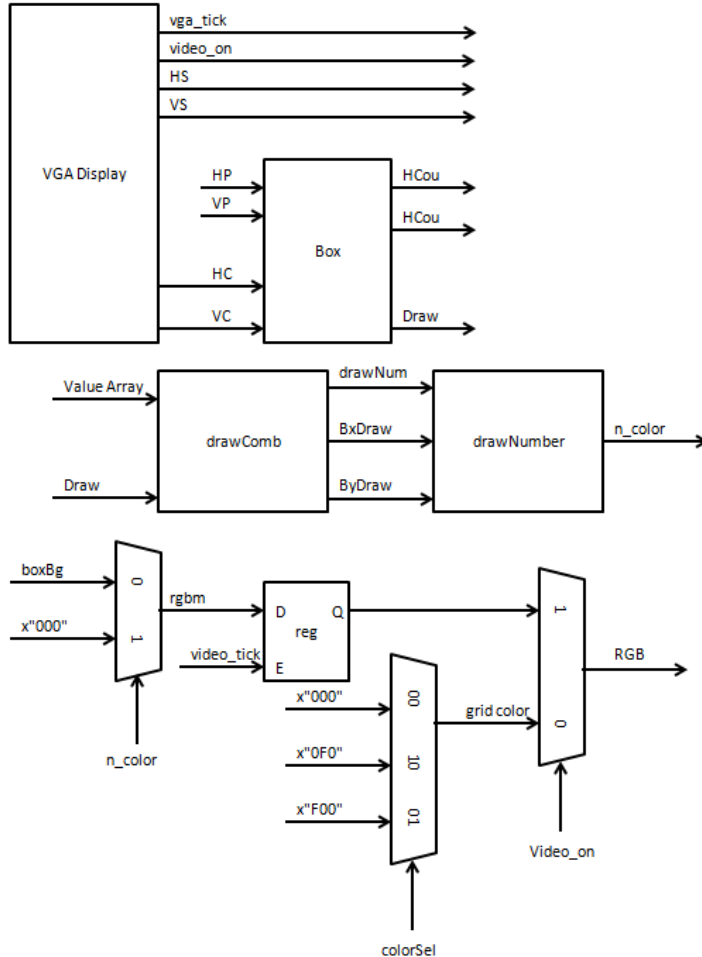 vga_tick
video_on
HS
VS
VGA Display
HP
VP
HC
VC
Box
HCou
HCou
Draw
Value Array
Draw
drawComb
drawNum
BxDraw
ByDraw
drawNumber
n_color
boxBg
x"000"
0
1
n_color
rgbm
video_tick
D
Q
reg
E
x"000"
x"0F0"
x"F00"
00
10
01
colorSel
grid color
1
0
Video_on
RGB